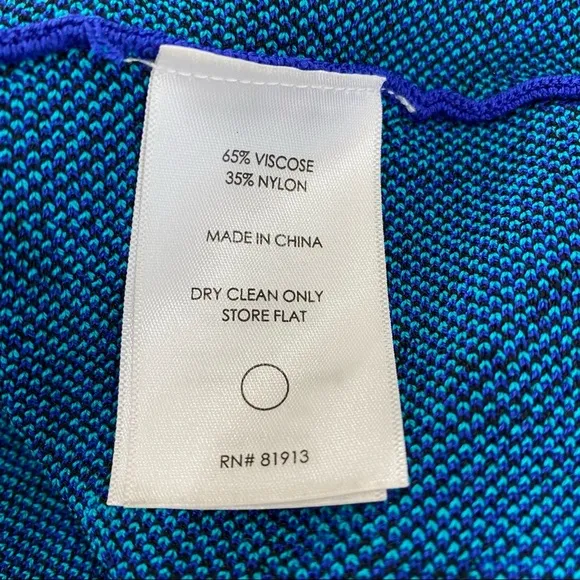 65% VISCOSE
35% NYLON
MADE IN CHINA
DRY CLEAN ONLY
STORE FLAT
RN# 81913